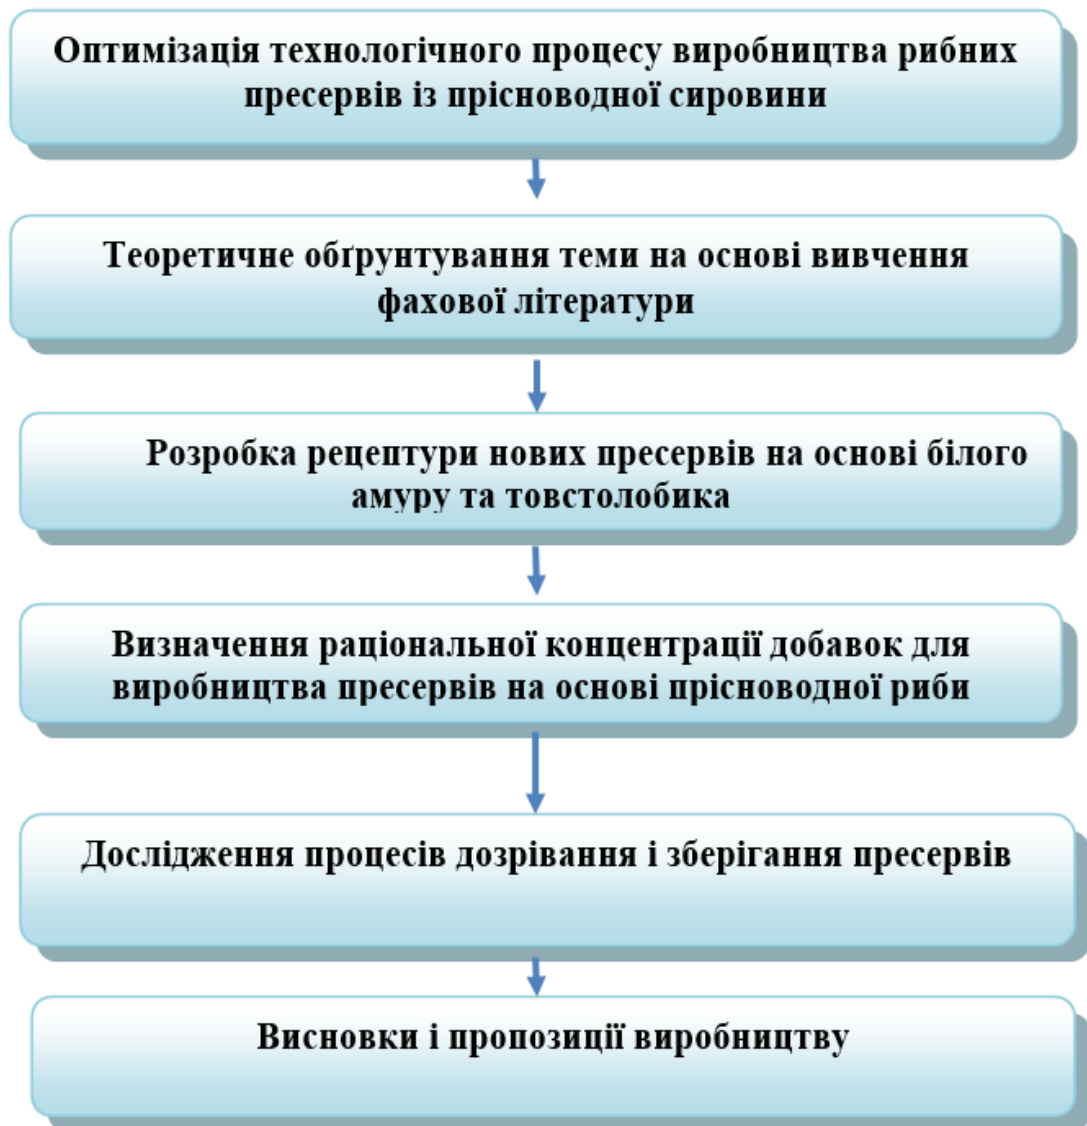 Оптимізація технологічного процесу виробництва рибних
пресервів із прісноводної сировини
Теоретичне обґрунтування теми на основі вивчення
фахової літератури
Розробка рецептури нових пресервів на основі білого
амуру та товстолобика
Визначення раціональної концентрації добавок для
виробництва пресервів на основі прісноводної риби
Дослідження процесів дозрівання і зберігання пресервів
Висновки і пропозиції виробництву